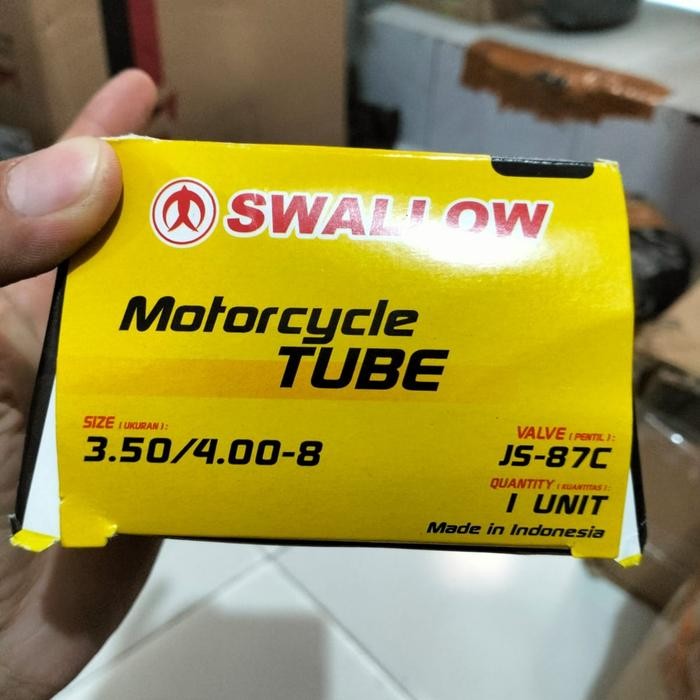 SWALLOW
Motorcycle
TUBE
SIZE (UKURAN):
3.50/4.00-8
VALVE (PENTIL):
JS-87C
QUANTITY (KUANTITAS):
1 UNIT
Made in Indonesia